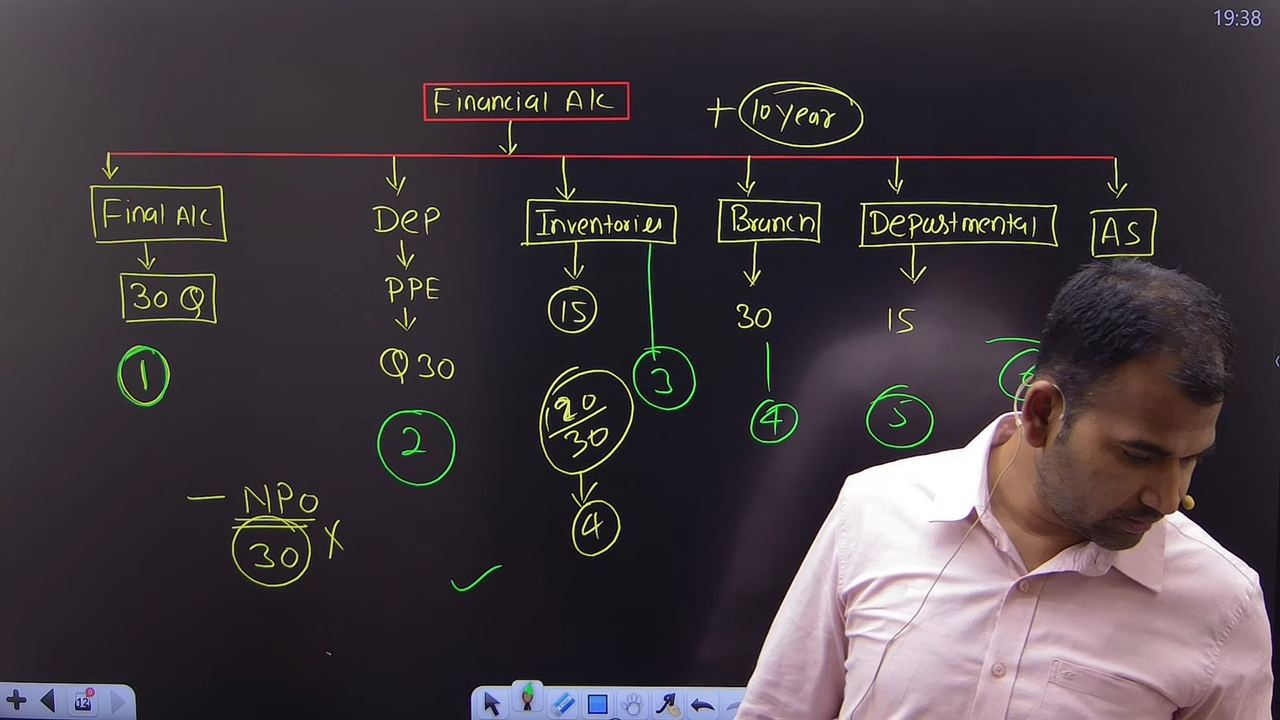 19:38
Financial A/c
+ 10 year
Final A/c
Dep
Inventories
Branch
Departmental
AS
30 Q
PPE
15
30
15
Q 30
1
2
20
30
3
4
5
4
- NPO
30 X
12